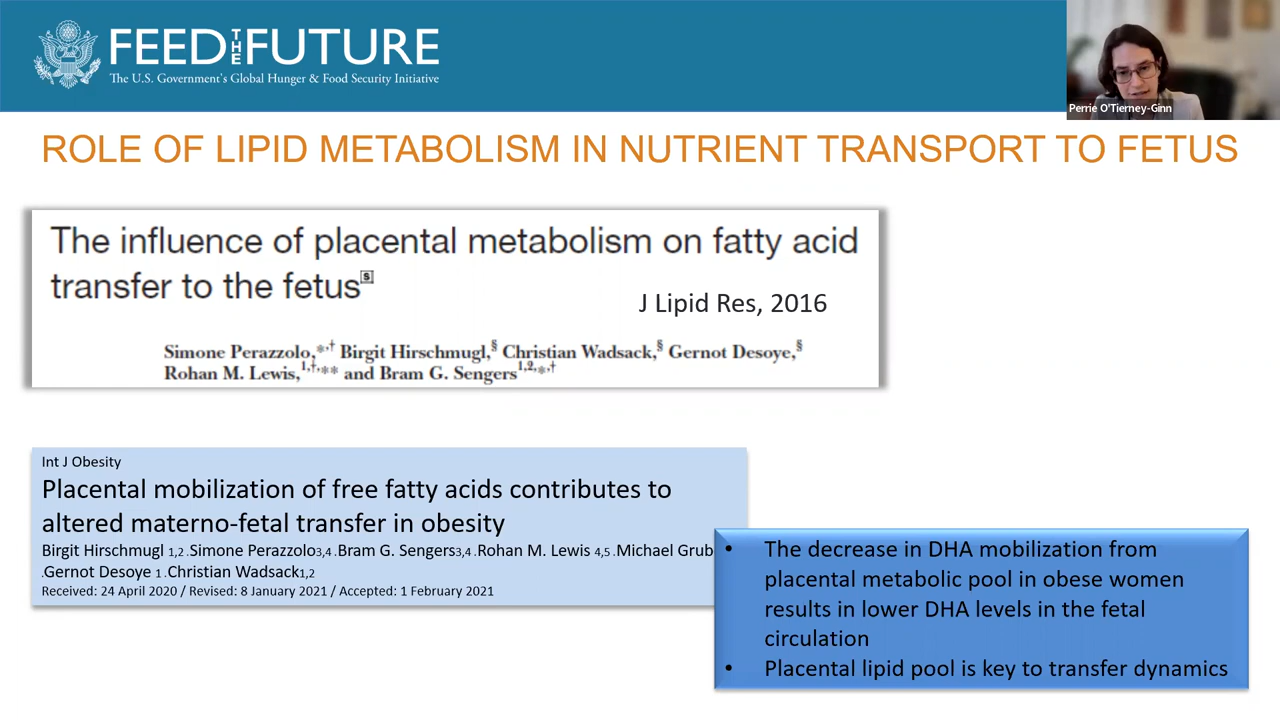 FEED THE FUTURE
The U.S. Government's Global Hunger & Food Security Initiative
Perrie O'Tierney-Ginn
ROLE OF LIPID METABOLISM IN NUTRIENT TRANSPORT TO FETUS
The influence of placental metabolism on fatty acid
transfer to the fetus[S]
J Lipid Res, 2016
Simone Perazzolo,*,† Birgit Hirschmugl,§ Christian Wadsack,§ Gernot Desoye,§
Rohan M. Lewis,1,†,** and Bram G. Sengers1,2,*,†
Int J Obesity
Placental mobilization of free fatty acids contributes to
altered materno-fetal transfer in obesity
Birgit Hirschmugl 1,2 .Simone Perazzolo3,4 .Bram G. Sengers3,4 .Rohan M. Lewis 4,5 .Michael Grub
.Gernot Desoye 1 .Christian Wadsack1,2
Received: 24 April 2020 / Revised: 8 January 2021 / Accepted: 1 February 2021
• The decrease in DHA mobilization from
placental metabolic pool in obese women
results in lower DHA levels in the fetal
circulation
• Placental lipid pool is key to transfer dynamics